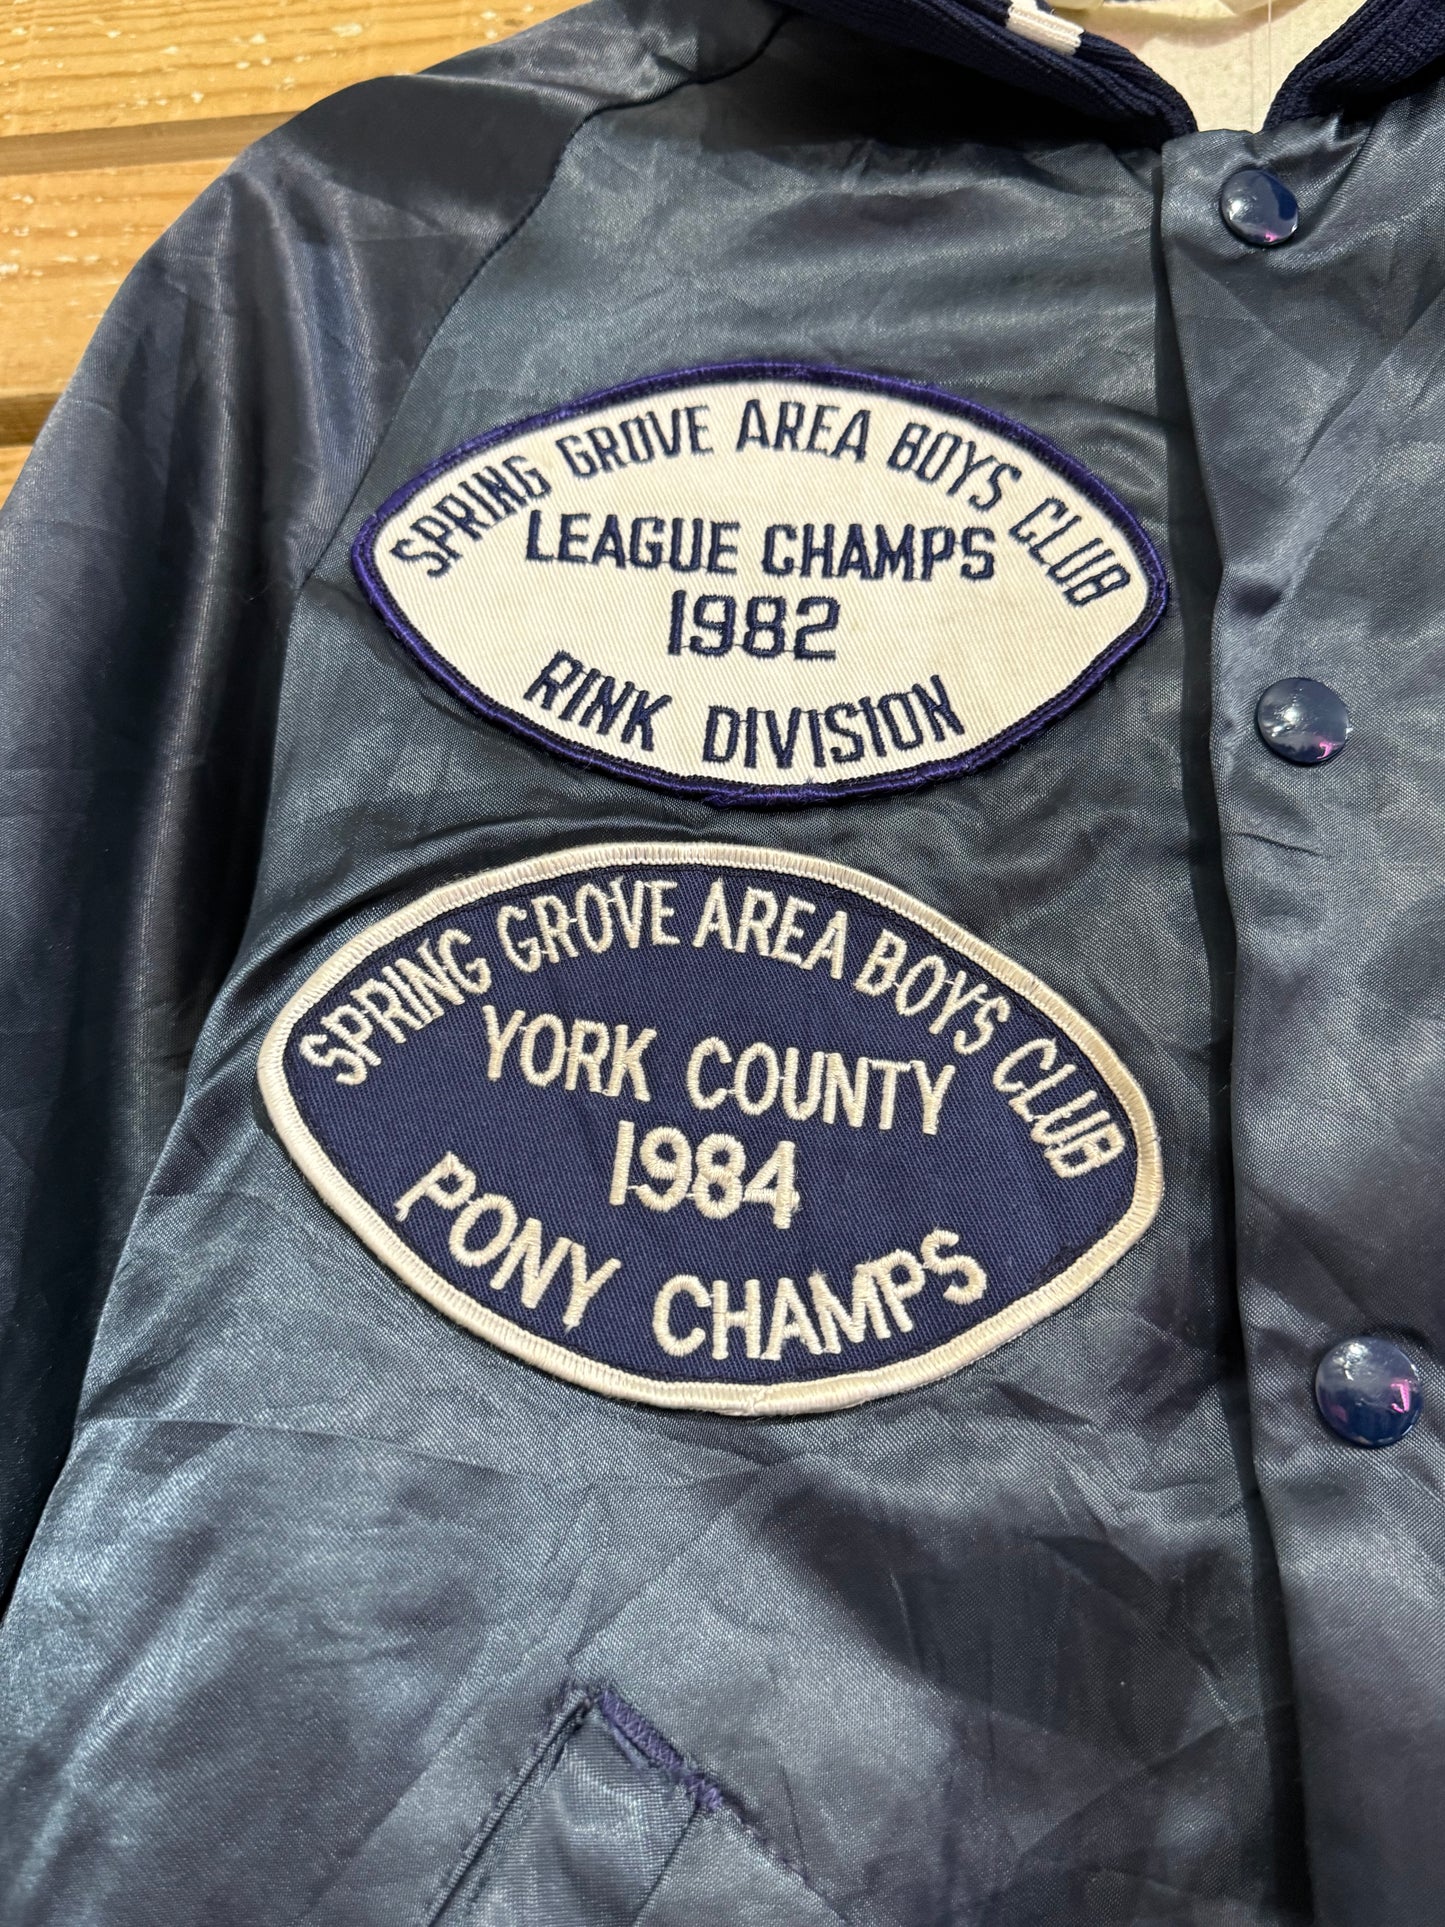 SPRING GROVE AREA BOYS CLUB
LEAGUE CHAMPS
1982
RINK DIVISION
SPRING GROVE AREA BOYS CLUB
YORK COUNTY
1984
PONY CHAMPS